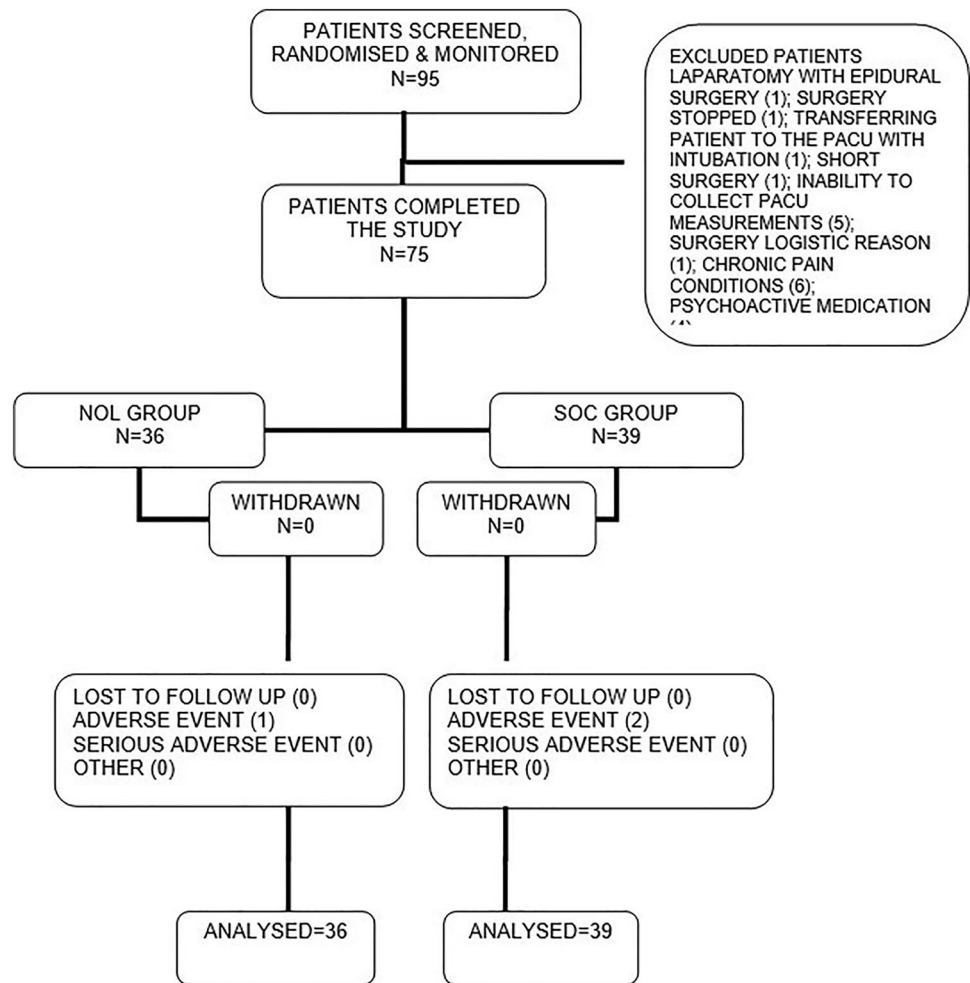 PATIENTS SCREENED,
RANDOMISED & MONITORED
N=95
EXCLUDED PATIENTS
LAPARATOMY WITH EPIDURAL
SURGERY (1); SURGERY
STOPPED (1); TRANSFERRING
PATIENT TO THE PACU WITH
INTUBATION (1); SHORT
SURGERY (1); INABILITY TO
COLLECT PACU
MEASUREMENTS (5);
SURGERY LOGISTIC REASON
(1); CHRONIC PAIN
CONDITIONS (6);
PSYCHOACTIVE MEDICATION
PATIENTS COMPLETED
THE STUDY
N=75
NOL GROUP
N=36
SOC GROUP
N=39
WITHDRAWN
N=0
WITHDRAWN
N=0
LOST TO FOLLOW UP (0)
ADVERSE EVENT (1)
SERIOUS ADVERSE EVENT (0)
OTHER (0)
LOST TO FOLLOW UP (0)
ADVERSE EVENT (2)
SERIOUS ADVERSE EVENT (0)
OTHER (0)
ANALYSED=36
ANALYSED=39